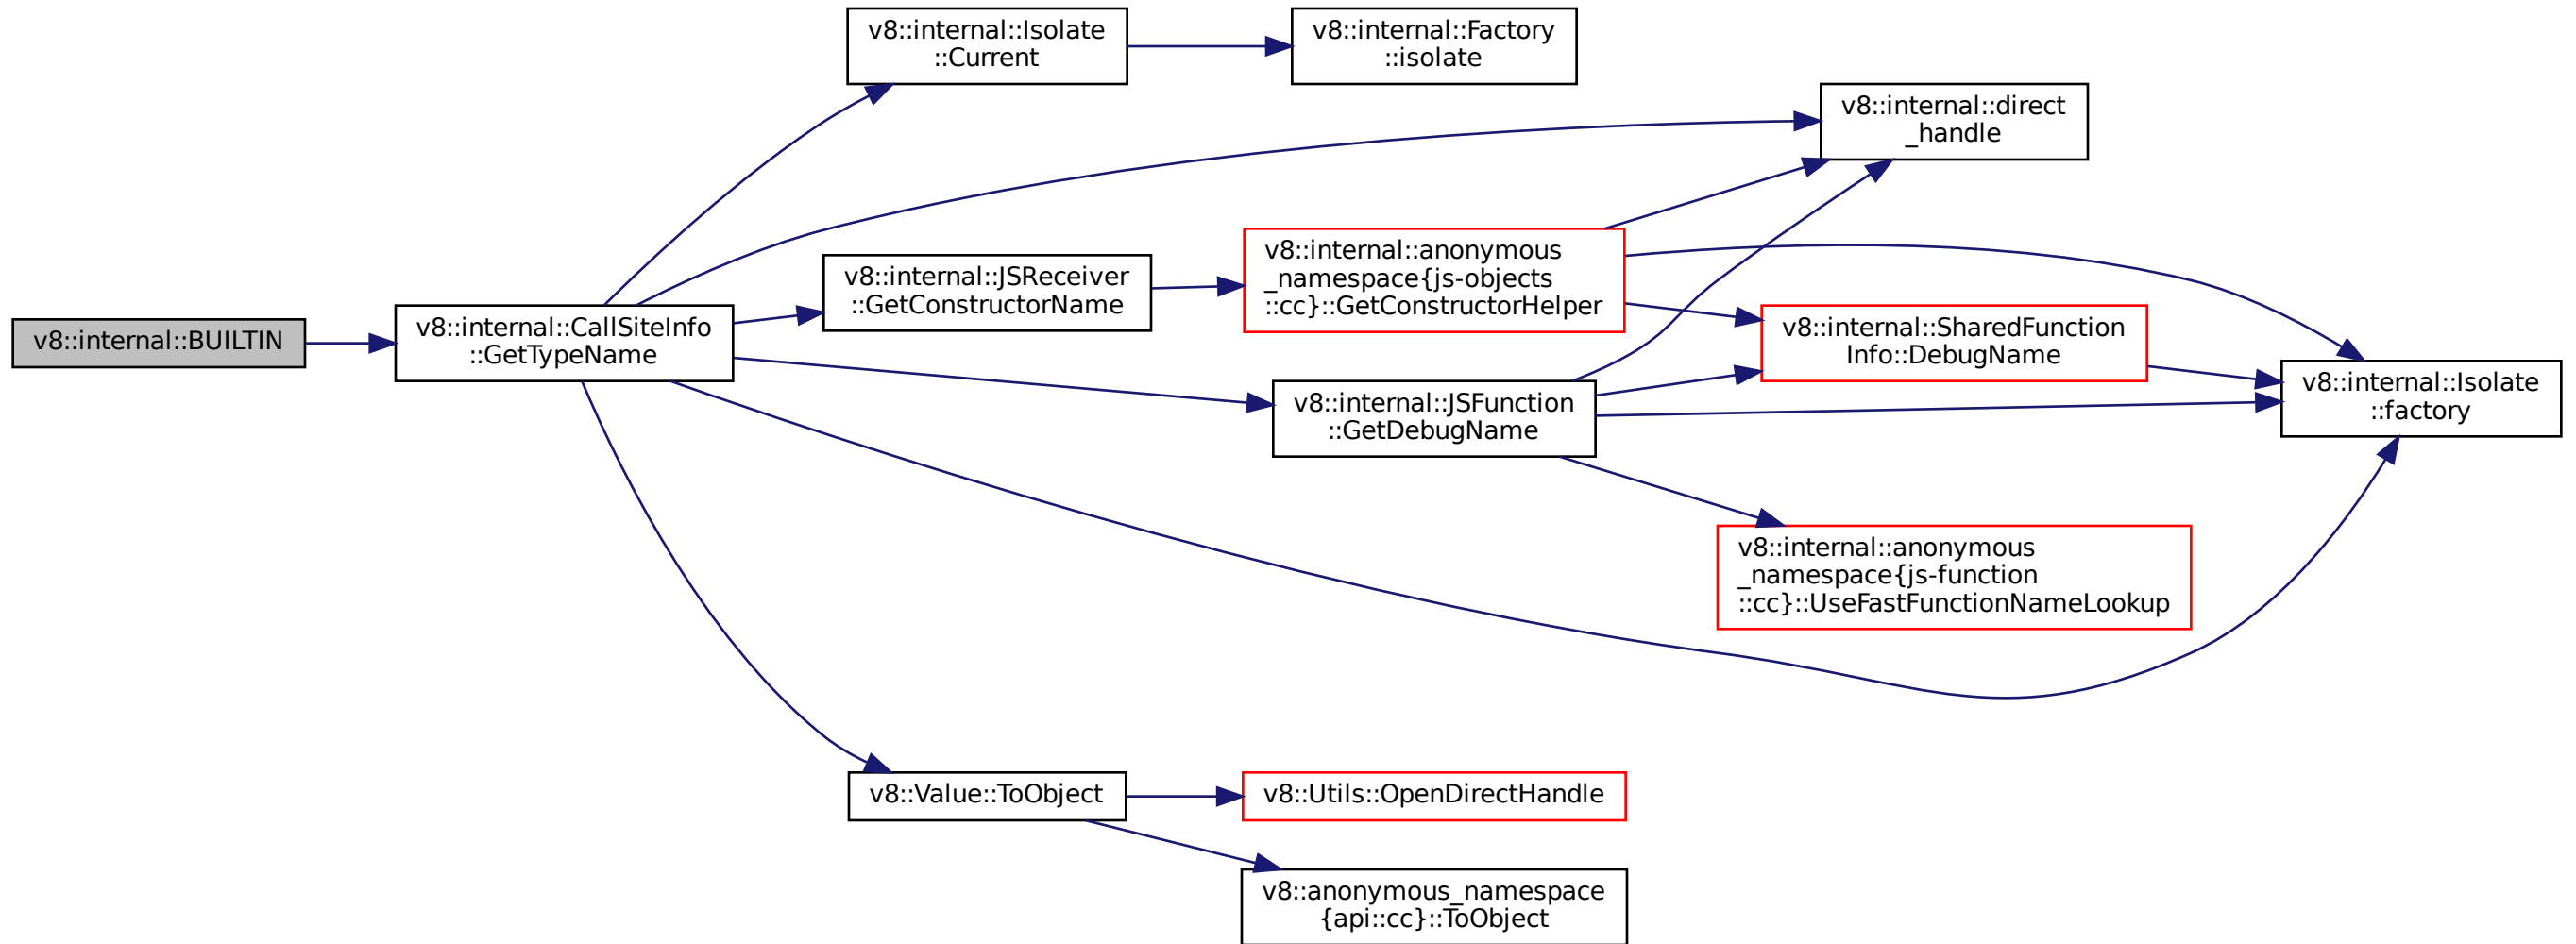 v8::internal::Isolate
::Current
v8::internal::Factory
::isolate
v8::internal::direct
_handle
v8::internal::anonymous
_namespace{js-objects
::cc}::GetConstructorHelper
v8::internal::JSReceiver
::GetConstructorName
v8::internal::BUILTIN
v8::internal::CallSiteInfo
::GetTypeName
v8::internal::SharedFunction
Info::DebugName
v8::internal::Isolate
::factory
v8::internal::JSFunction
::GetDebugName
v8::internal::anonymous
_namespace{js-function
::cc}::UseFastFunctionNameLookup
v8::Value::ToObject
v8::Utils::OpenDirectHandle
v8::anonymous_namespace
{api::cc}::ToObject